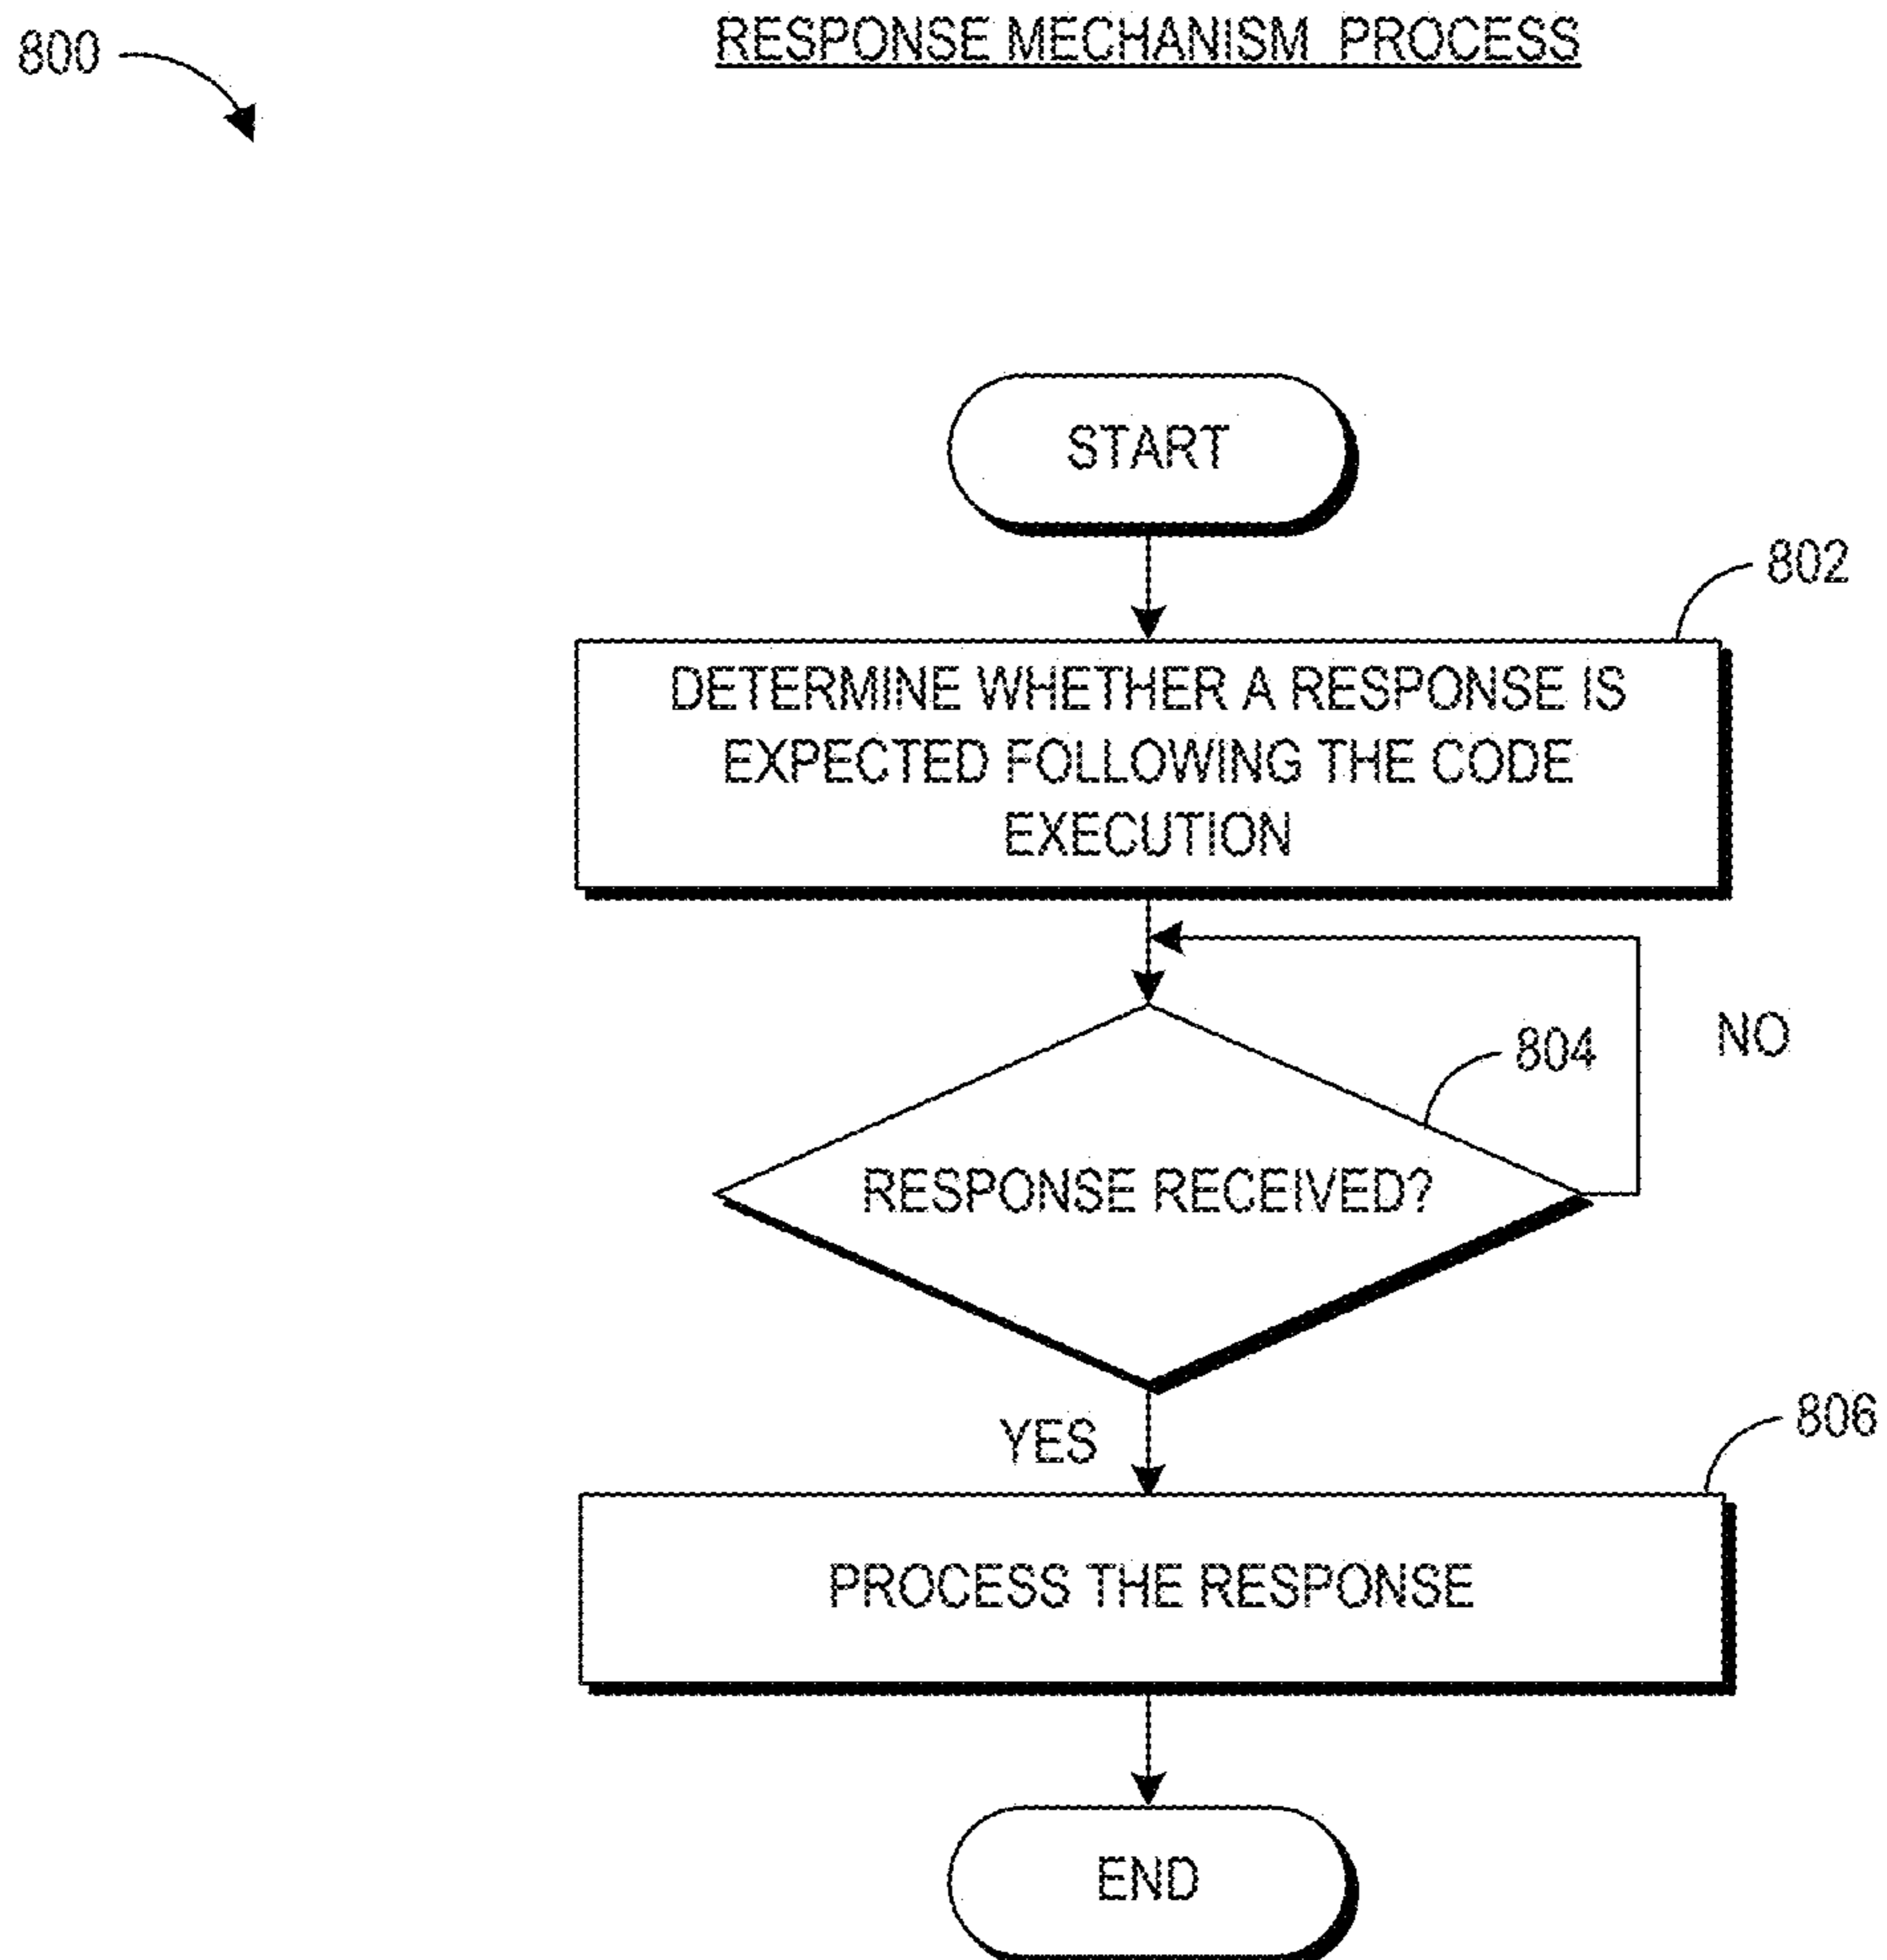 800
RESPONSE MECHANISM PROCESS
START
802
DETERMINE WHETHER A RESPONSE IS
EXPECTED FOLLOWING THE CODE
EXECUTION
NO
804
RESPONSE RECEIVED?
YES
806
PROCESS THE RESPONSE
END